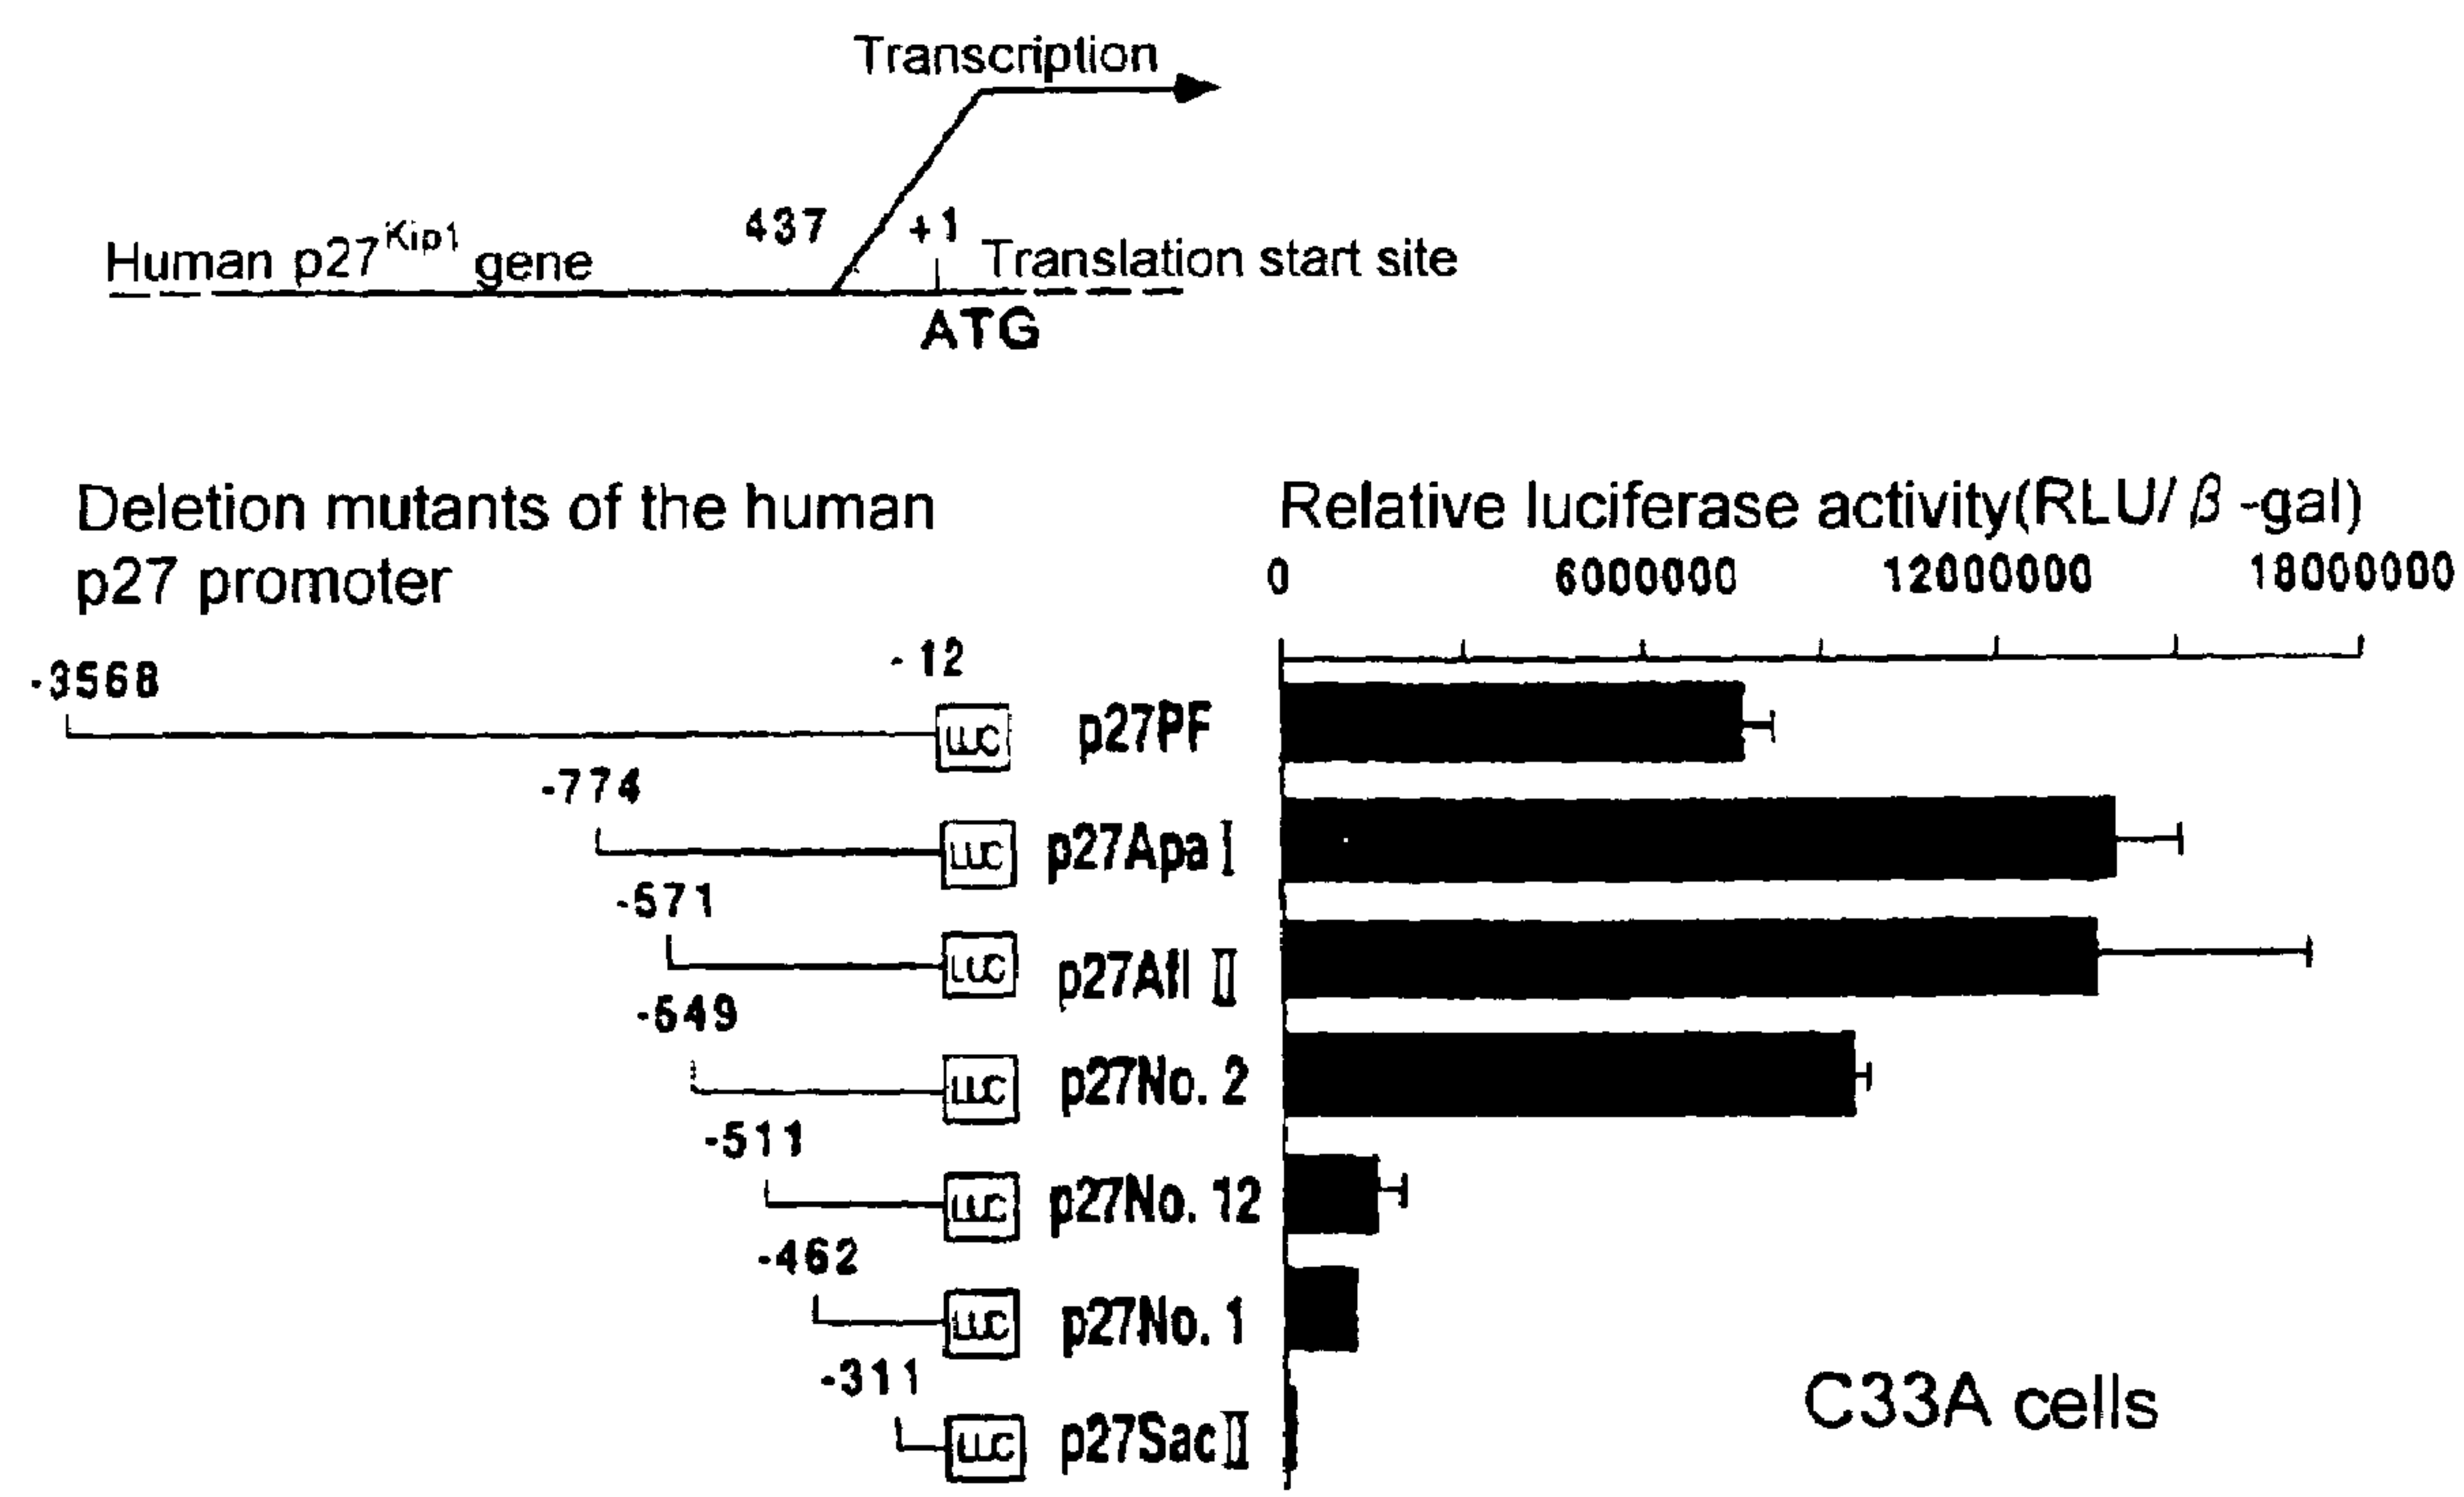 Transcription
437 +1
Human p27Kip1 gene Translation start site
ATG
Deletion mutants of the human
p27 promoter
Relative luciferase activity(RLU/β-gal)
0 6000000 12000000 18000000
-3568 -12
LUC p27PF
-774
LUC p27Apa I
-571
LUC p27Afl II
-549
LUC p27No. 2
-511
LUC p27No. 12
-462
LUC p27No. 1
-311
LUC p27Sac II
C33A cells